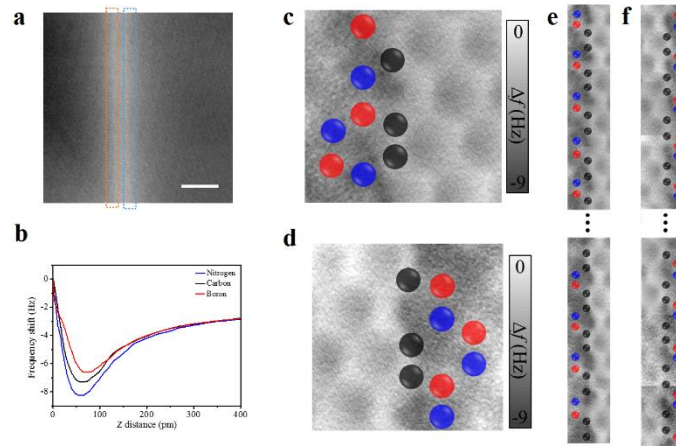 a
b
Frequency shift (Hz)
0
-2
-4
-6
-8
Nitrogen
Carbon
Boron
0
100
200
300
400
Z distance (pm)
c
0
Δf (Hz)
-9
d
0
Δf (Hz)
-9
e
f